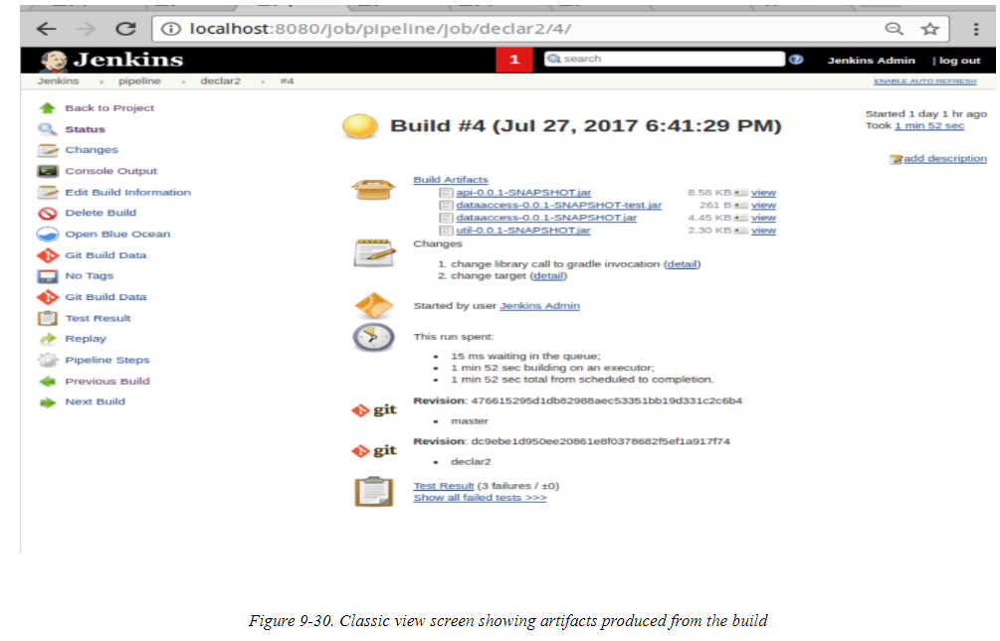 localhost:8080/job/pipeline/job/declar2/4/
Jenkins
1
search
Jenkins Admin | log out
Jenkins pipeline declar2 #4
ENABLE AUTO REFRESH
Back to Project
Status
Changes
Console Output
Edit Build Information
Delete Build
Open Blue Ocean
Git Build Data
No Tags
Git Build Data
Test Result
Replay
Pipeline Steps
Previous Build
Next Build
Build #4 (Jul 27, 2017 6:41:29 PM)
Started 1 day 1 hr ago
Took 1 min 52 sec
add description
Build Artifacts
api-0.0.1-SNAPSHOT.jar 8.58 KB view
dataaccess-0.0.1-SNAPSHOT-test.jar 261 B view
dataaccess-0.0.1-SNAPSHOT.jar 4.45 KB view
util-0.0.1-SNAPSHOT.jar 2.30 KB view
Changes
1. change library call to gradle invocation (detail)
2. change target (detail)
Started by user Jenkins Admin
This run spent:
• 15 ms waiting in the queue;
• 1 min 52 sec building on an executor;
• 1 min 52 sec total from scheduled to completion.
git
Revision: 476615295d1db82988aec53351bb19d331c2c6b4
• master
git
Revision: dc9ebe1d950ee20861e8f0378682f5ef1a917f74
• declar2
Test Result (3 failures / ±0)
Show all failed tests >>>
Figure 9-30. Classic view screen showing artifacts produced from the build